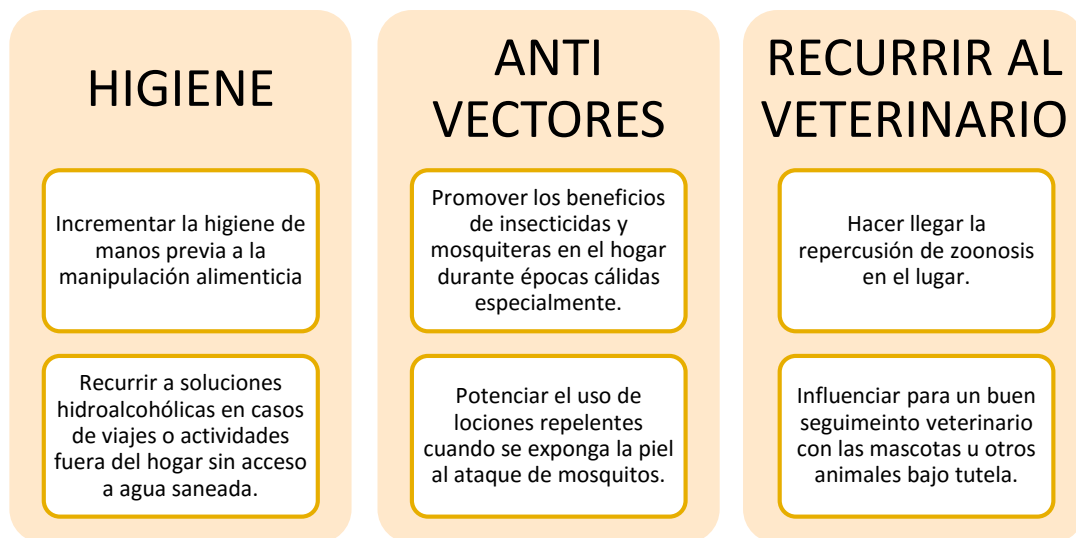 HIGIENE
Incrementar la higiene de
manos previa a la
manipulación alimenticia
Recurrir a soluciones
hidroalcohólicas en casos
de viajes o actividades
fuera del hogar sin acceso
a agua saneada.
ANTI
VECTORES
Promover los beneficios
de insecticidas y
mosquiteras en el hogar
durante épocas cálidas
especialmente.
Potenciar el uso de
lociones repelentes
cuando se exponga la piel
al ataque de mosquitos.
RECURRIR AL
VETERINARIO
Hacer llegar la
repercusión de zoonosis
en el lugar.
Influenciar para un buen
seguimeinto veterinario
con las mascotas u otros
animales bajo tutela.